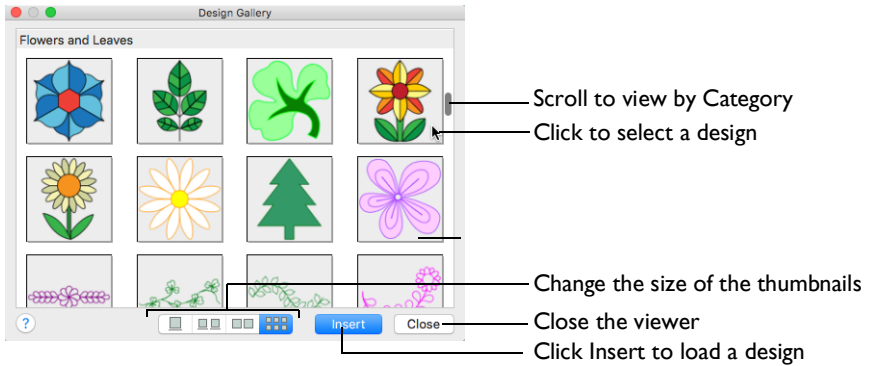 Design Gallery
Flowers and Leaves
Scroll to view by Category
Click to select a design
Change the size of the thumbnails
?
Insert
Close
Close the viewer
Click Insert to load a design